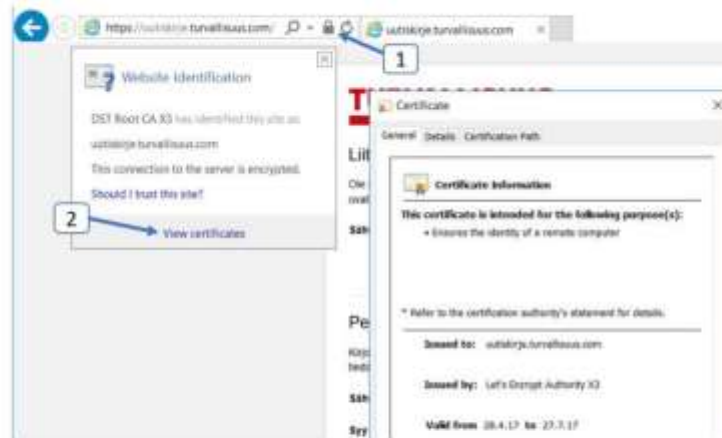 https://uutiskirje.turvallisuus.com/
uutiskirje.turvallisuus.com
1
Website Identification
DST Root CA X3 has identified this site as:
uutiskirje.turvallisuus.com
This connection to the server is encrypted.
Should I trust this site?
2
View certificates
Certificate
General Details Certification Path
Certificate Information
This certificate is intended for the following purpose(s):
• Ensures the identity of a remote computer
* Refer to the certification authority's statement for details.
Issued to: uutiskirje.turvallisuus.com
Issued by: Let's Encrypt Authority X3
Valid from 28.4.17 to 27.7.17
Liit
Pe